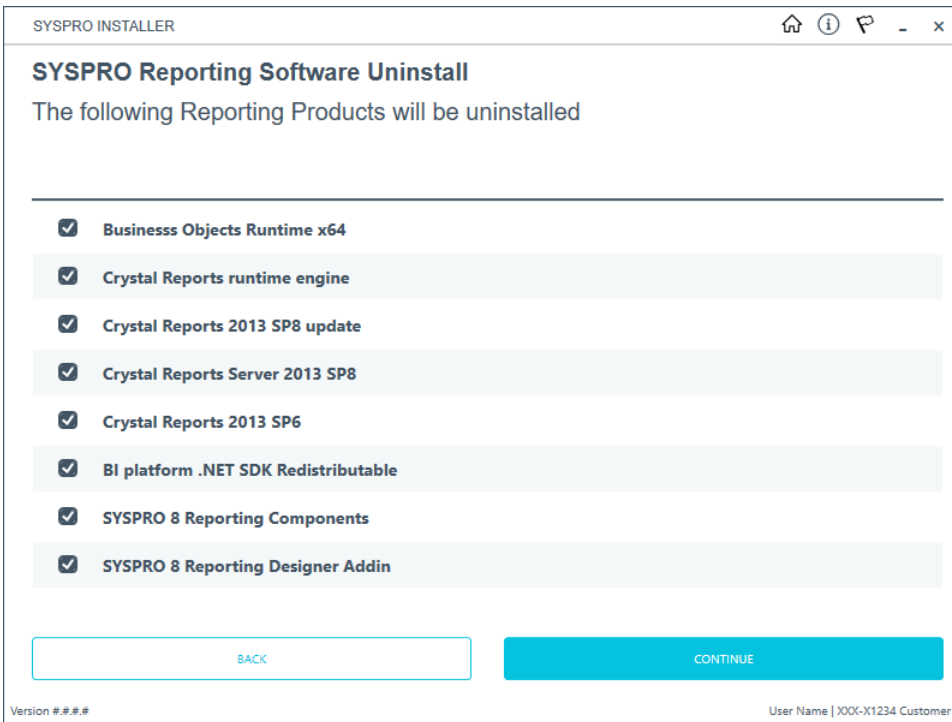 SYSPRO INSTALLER
SYSPRO Reporting Software Uninstall
The following Reporting Products will be uninstalled
Businesss Objects Runtime x64
Crystal Reports runtime engine
Crystal Reports 2013 SP8 update
Crystal Reports Server 2013 SP8
Crystal Reports 2013 SP6
BI platform .NET SDK Redistributable
SYSPRO 8 Reporting Components
SYSPRO 8 Reporting Designer Addin
BACK
CONTINUE
Version #.#.#.#
User Name | XXX-X1234 Customer